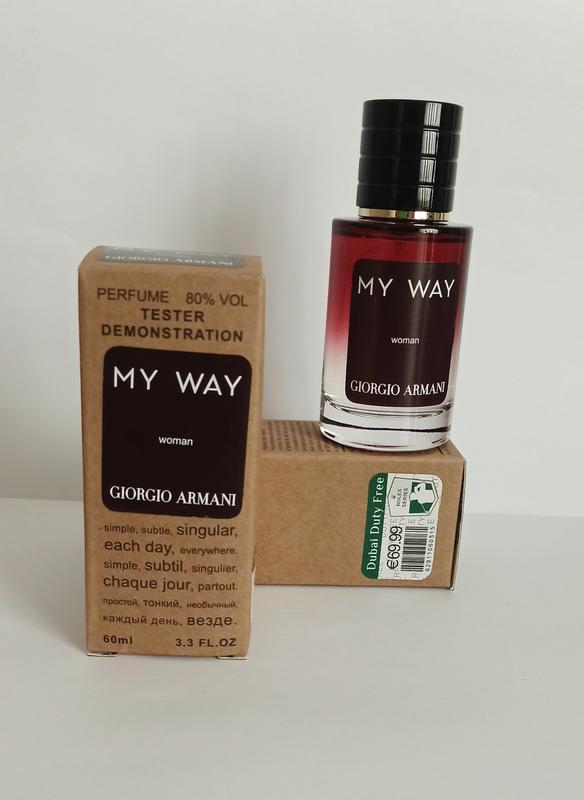 GIORGIO ARMANI
PERFUME 80% VOL
TESTER
DEMONSTRATION
MY WAY
woman
GIORGIO ARMANI
simple, subtle, singular,
each day, everywhere.
simple, subtil, singulier,
chaque jour, partout.
простой, тонкий, необычный.
каждый день, везде.
60ml 3.3 FL.OZ
MY WAY
woman
GIORGIO ARMANI
Dubai Duty Free
ROLEX
SERIES
€69.99